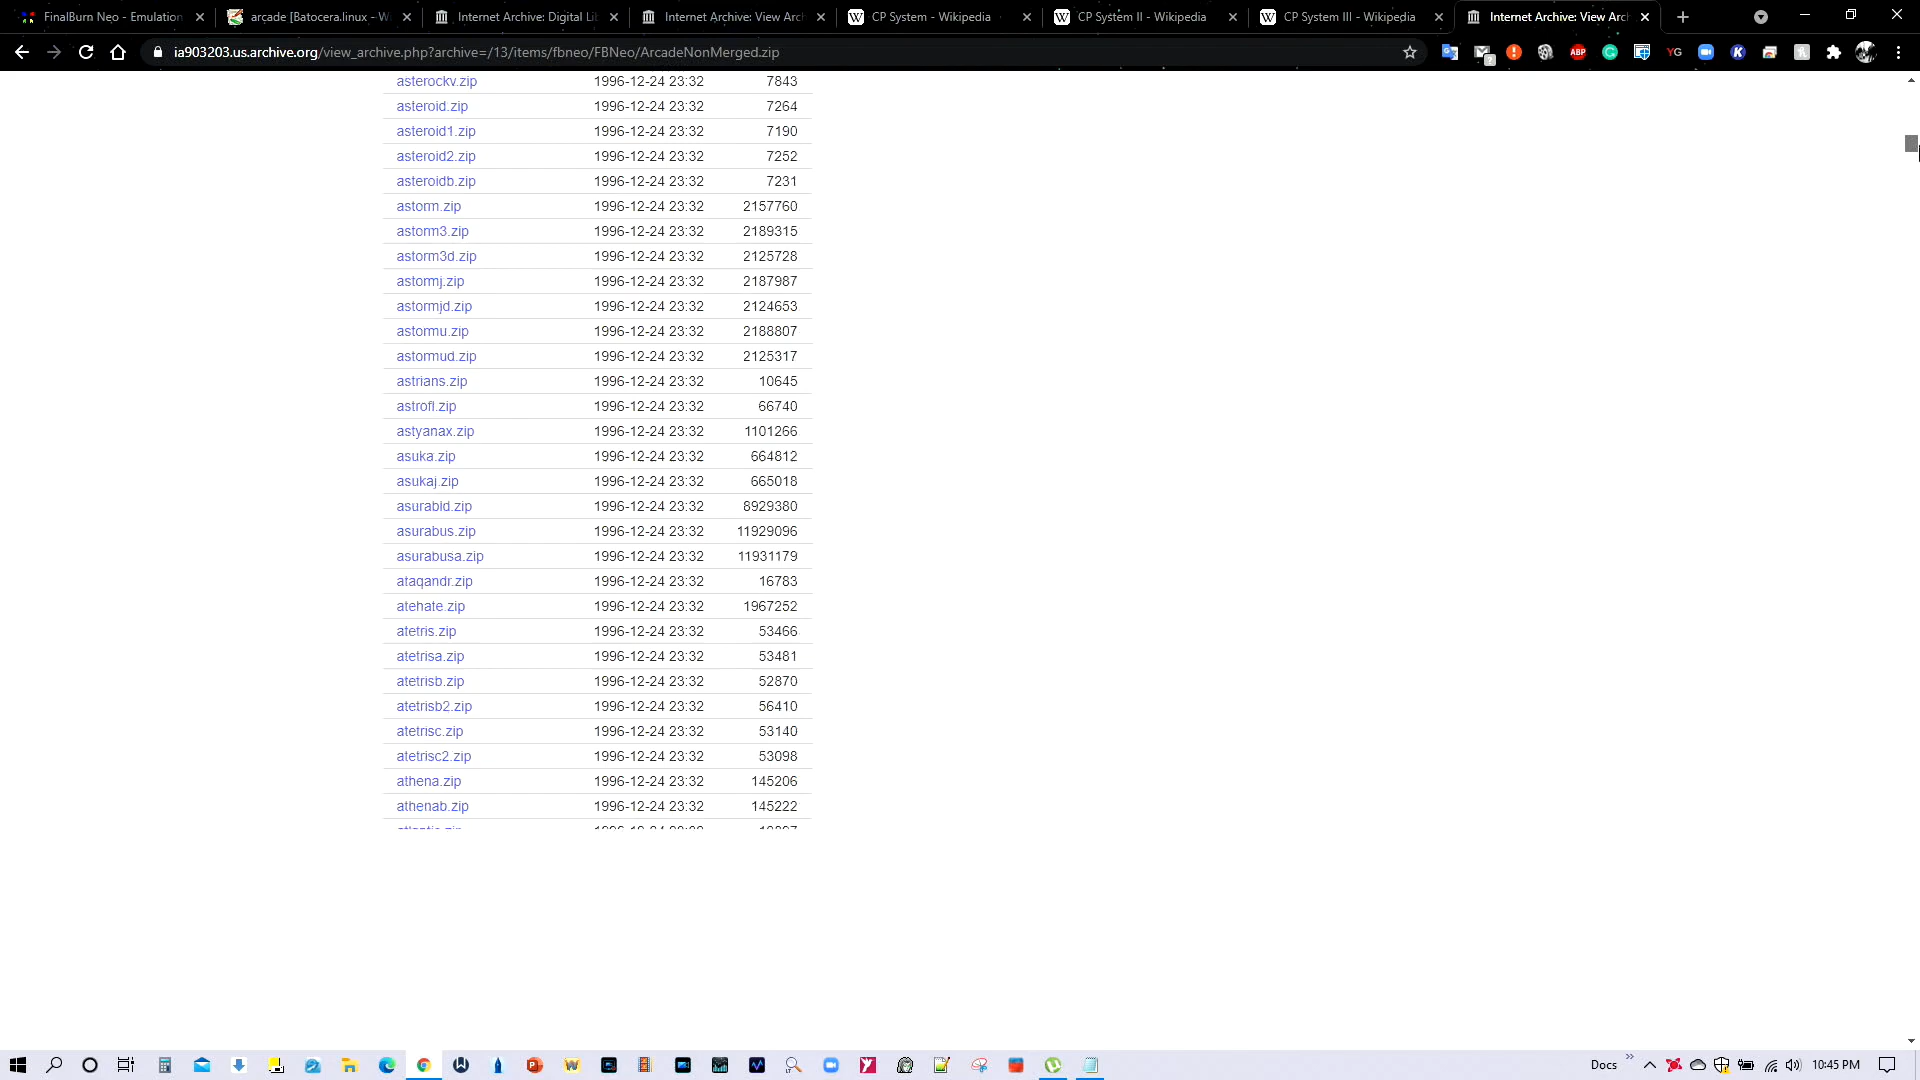 FinalBurn Neo - Emulation
arcade [Batocera.linux - W
Internet Archive: Digital Li
Internet Archive: View Arc
CP System - Wikipedia
CP System II - Wikipedia
CP System III - Wikipedia
Internet Archive: View Arc
ia903203.us.archive.org/view_archive.php?archive=/13/items/fbneo/FBNeo/ArcadeNonMerged.zip
asterockv.zip 1996-12-24 23:32 7843
asteroid.zip 1996-12-24 23:32 7264
asteroid1.zip 1996-12-24 23:32 7190
asteroid2.zip 1996-12-24 23:32 7252
asteroidb.zip 1996-12-24 23:32 7231
astorm.zip 1996-12-24 23:32 2157760
astorm3.zip 1996-12-24 23:32 2189315
astorm3d.zip 1996-12-24 23:32 2125728
astormj.zip 1996-12-24 23:32 2187987
astormjd.zip 1996-12-24 23:32 2124653
astormu.zip 1996-12-24 23:32 2188807
astormud.zip 1996-12-24 23:32 2125317
astrians.zip 1996-12-24 23:32 10645
astrofl.zip 1996-12-24 23:32 66740
astyanax.zip 1996-12-24 23:32 1101266
asuka.zip 1996-12-24 23:32 664812
asukaj.zip 1996-12-24 23:32 665018
asurabld.zip 1996-12-24 23:32 8929380
asurabus.zip 1996-12-24 23:32 11929096
asurabusa.zip 1996-12-24 23:32 11931179
ataqandr.zip 1996-12-24 23:32 16783
atehate.zip 1996-12-24 23:32 1967252
atetris.zip 1996-12-24 23:32 53466
atetrisa.zip 1996-12-24 23:32 53481
atetrisb.zip 1996-12-24 23:32 52870
atetrisb2.zip 1996-12-24 23:32 56410
atetrisc.zip 1996-12-24 23:32 53140
atetrisc2.zip 1996-12-24 23:32 53098
athena.zip 1996-12-24 23:32 145206
athenab.zip 1996-12-24 23:32 145222
Docs
10:45 PM